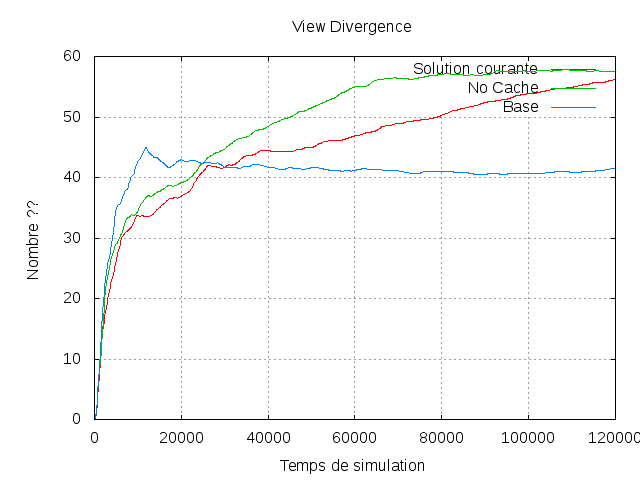 View Divergence
60
50
40
30
20
10
0
Nombre ??
Solution courante
No Cache
Base
0 20000 40000 60000 80000 100000 120000
Temps de simulation